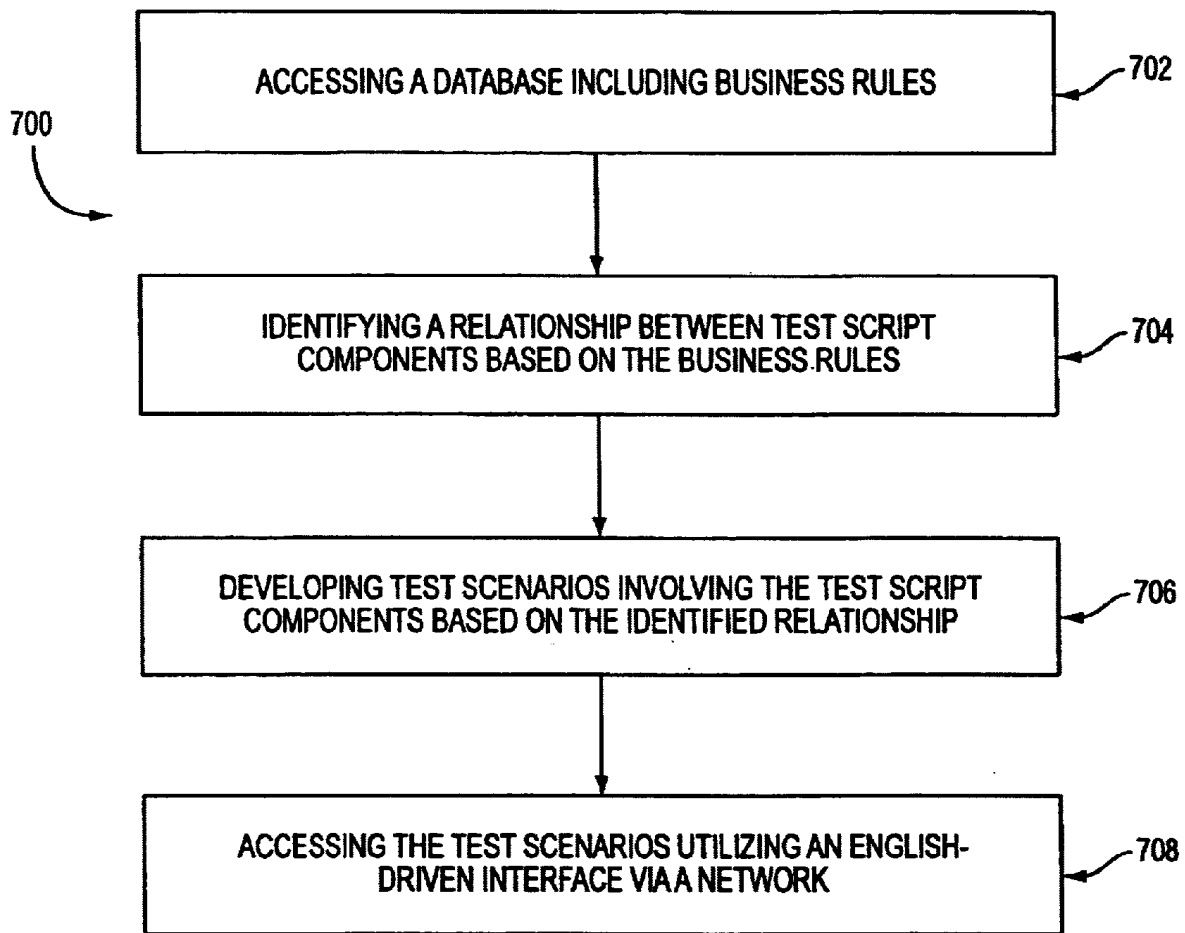 ACCESSING A DATABASE INCLUDING BUSINESS RULES
702
700
IDENTIFYING A RELATIONSHIP BETWEEN TEST SCRIPT
COMPONENTS BASED ON THE BUSINESS RULES
704
DEVELOPING TEST SCENARIOS INVOLVING THE TEST SCRIPT
COMPONENTS BASED ON THE IDENTIFIED RELATIONSHIP
706
ACCESSING THE TEST SCENARIOS UTILIZING AN ENGLISH-
DRIVEN INTERFACE VIA A NETWORK
708